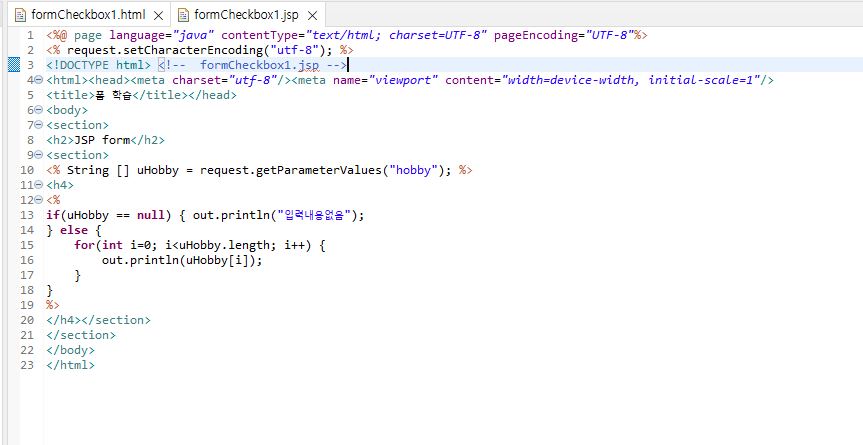 formCheckbox1.html formCheckbox1.jsp
1 <%@ page language="java" contentType="text/html; charset=UTF-8" pageEncoding="UTF-8"%>
2 <% request.setCharacterEncoding("utf-8"); %>
3 <!DOCTYPE html> <!--  formCheckbox1.jsp -->
4 <html><head><meta charset="utf-8"/><meta name="viewport" content="width=device-width, initial-scale=1"/>
5 <title>폼 학습</title></head>
6 <body>
7 <section>
8 <h2>JSP form</h2>
9 <section>
10 <% String [] uHobby = request.getParameterValues("hobby"); %>
11 <h4>
12 <%
13 if(uHobby == null) { out.println("입력내용없음");
14 } else {
15     for(int i=0; i<uHobby.length; i++) {
16         out.println(uHobby[i]);
17     }
18 }
19 %>
20 </h4></section>
21 </section>
22 </body>
23 </html>